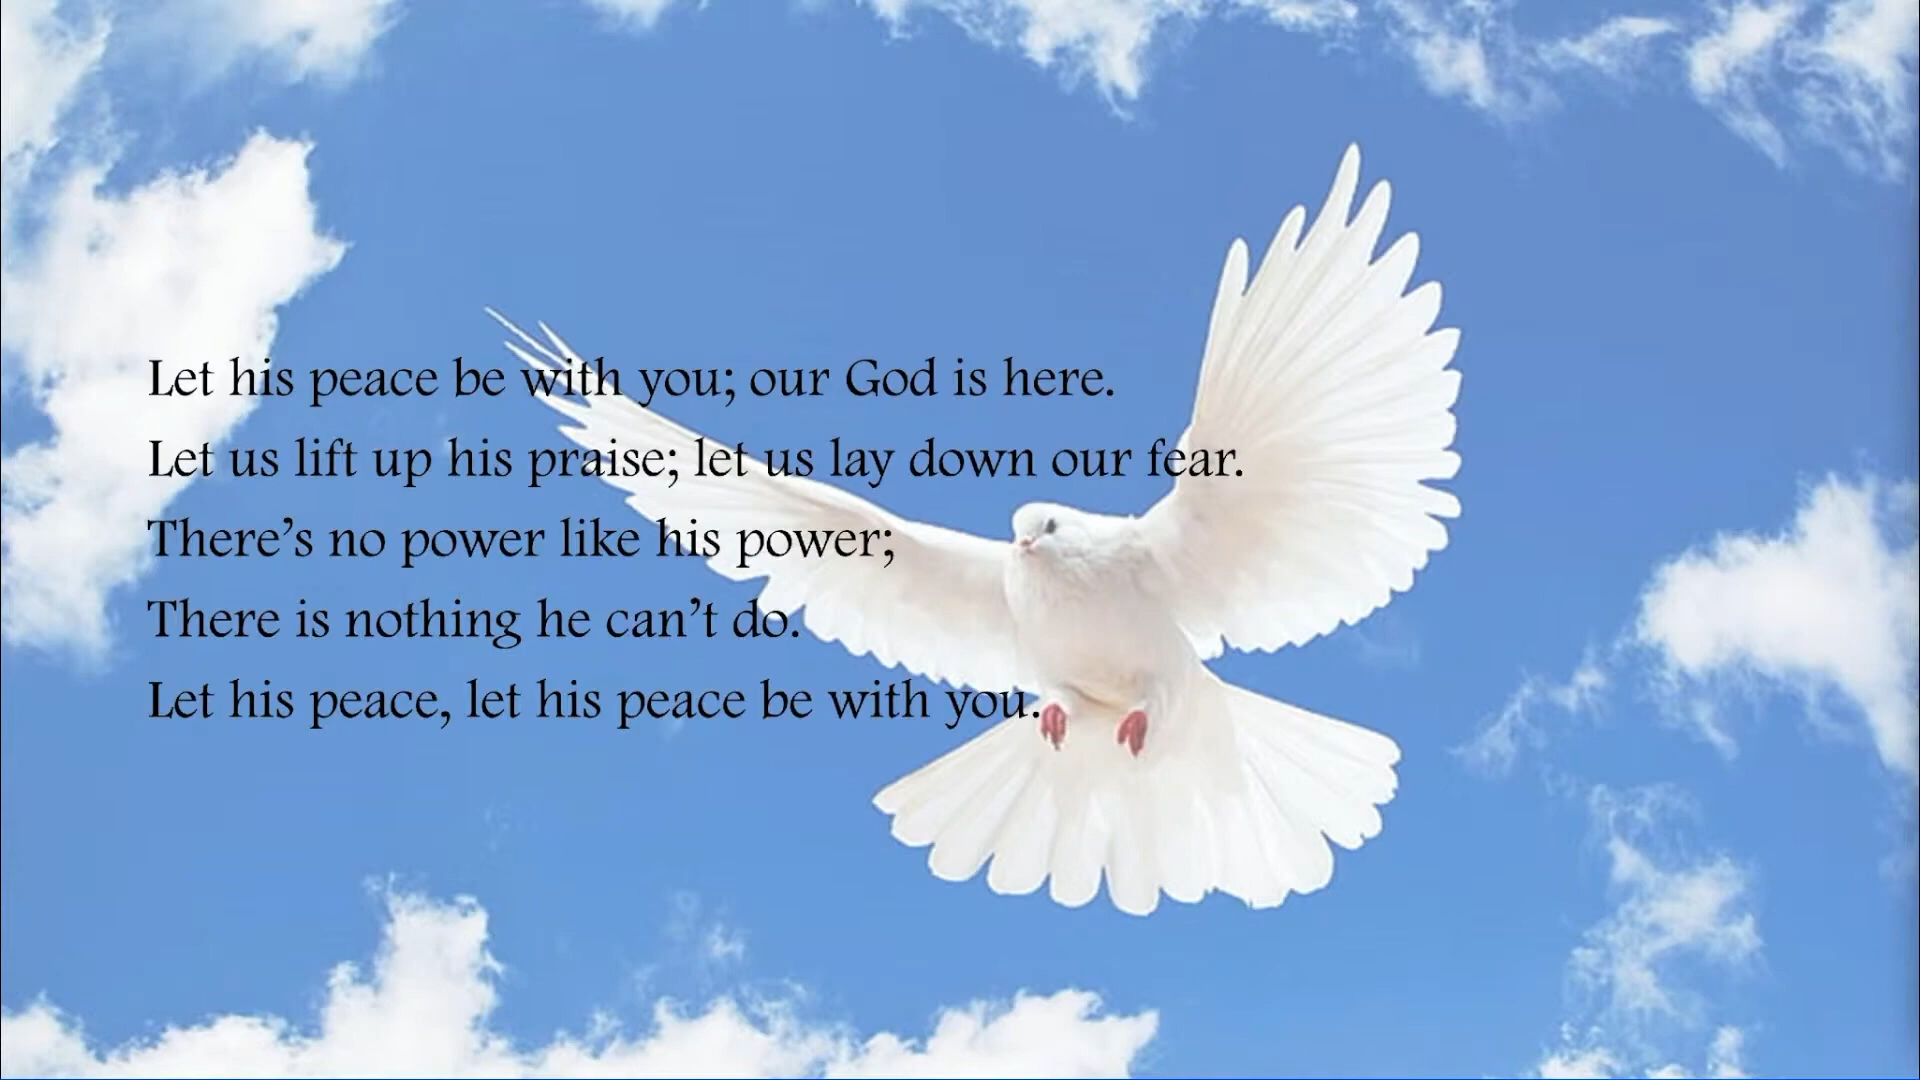 Let his peace be with you; our God is here.
Let us lift up his praise; let us lay down our fear.
There’s no power like his power;
There is nothing he can’t do.
Let his peace, let his peace be with you.